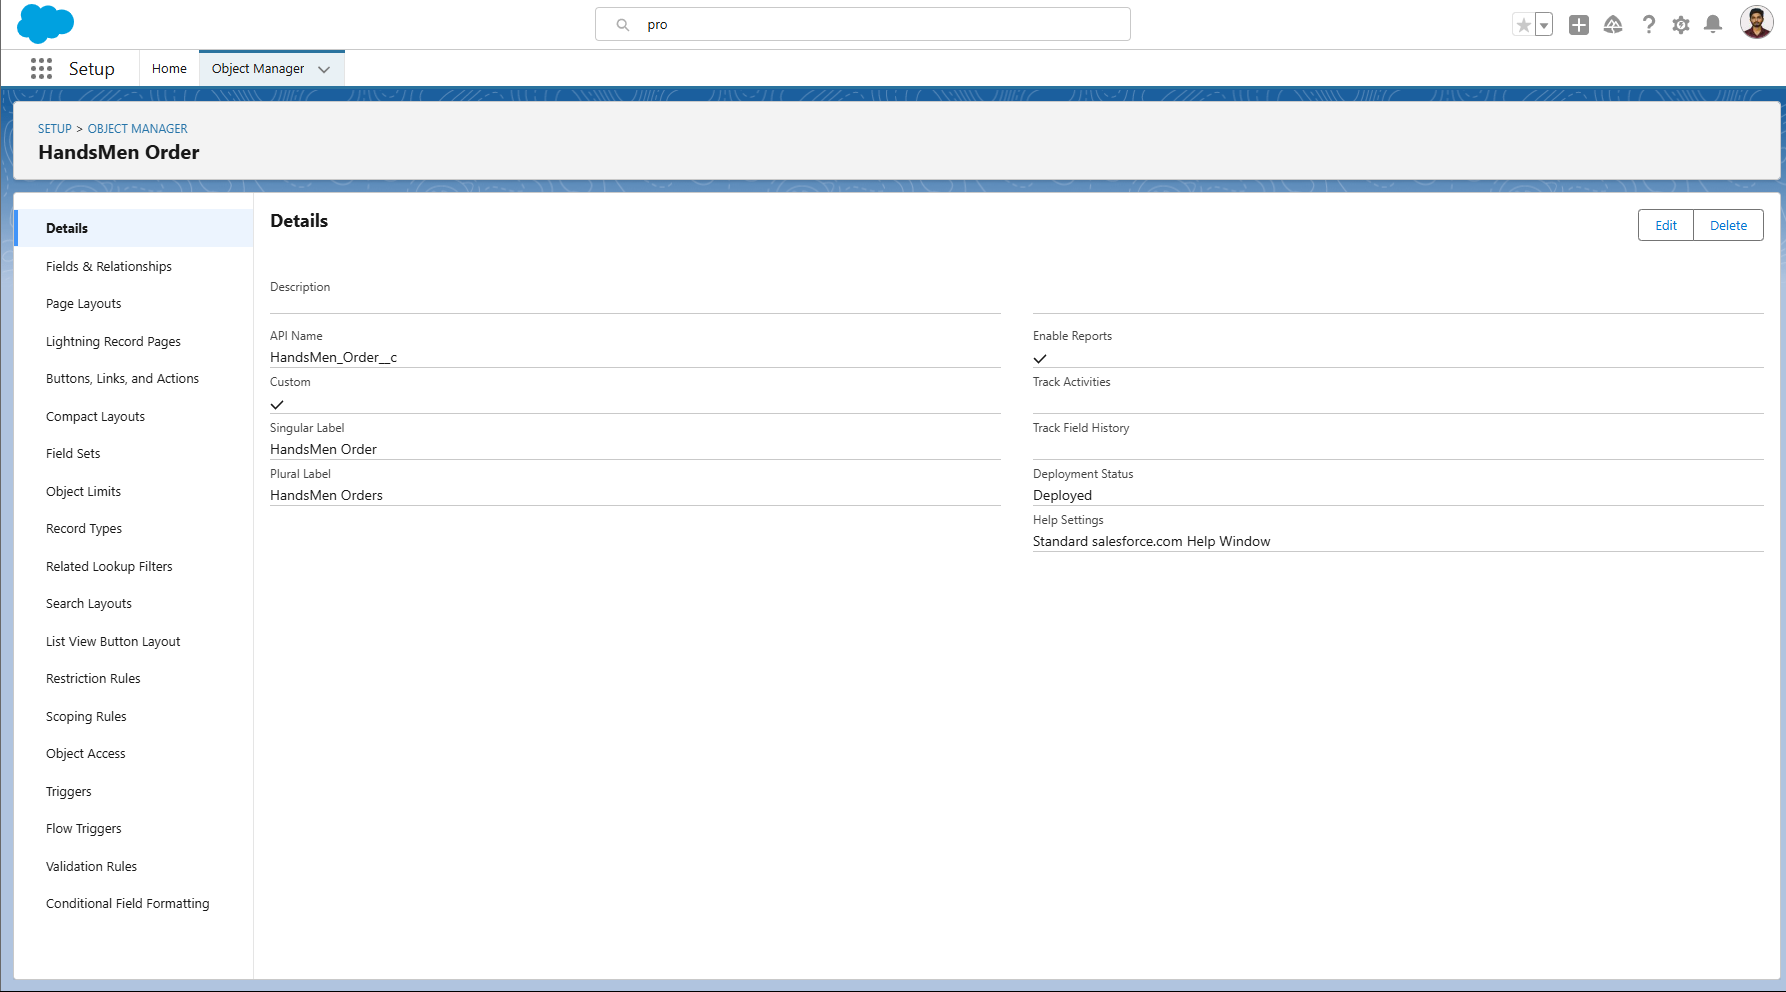 pro
Setup
Home
Object Manager
SETUP > OBJECT MANAGER
HandsMen Order
Details
Fields & Relationships
Page Layouts
Lightning Record Pages
Buttons, Links, and Actions
Compact Layouts
Field Sets
Object Limits
Record Types
Related Lookup Filters
Search Layouts
List View Button Layout
Restriction Rules
Scoping Rules
Object Access
Triggers
Flow Triggers
Validation Rules
Conditional Field Formatting
Details
Edit
Delete
Description
API Name
HandsMen_Order__c
Custom
Singular Label
HandsMen Order
Plural Label
HandsMen Orders
Enable Reports
Track Activities
Track Field History
Deployment Status
Deployed
Help Settings
Standard salesforce.com Help Window